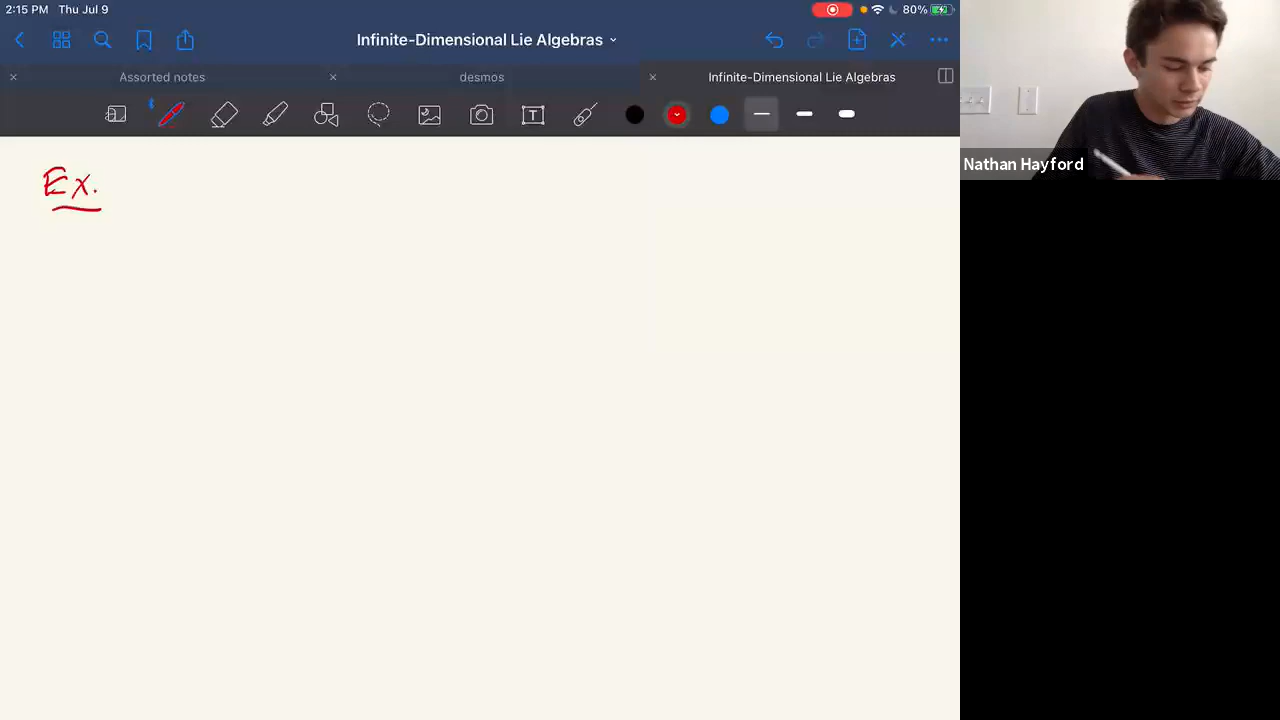 2:15 PM Thu Jul 9
80%
Infinite-Dimensional Lie Algebras
Assorted notes
desmos
Infinite-Dimensional Lie Algebras
T
Ex.
Nathan Hayford